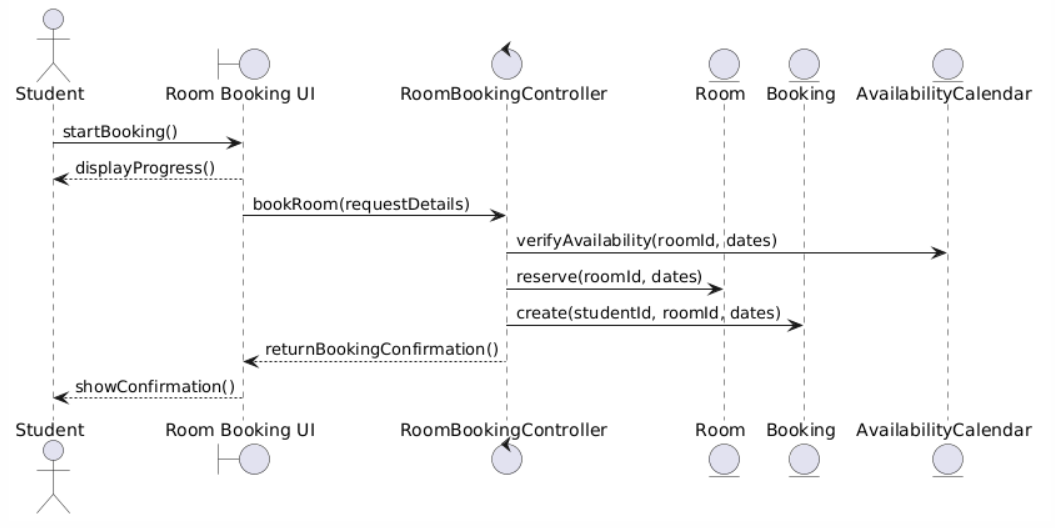 Student Room Booking UI RoomBookingController Room Booking AvailabilityCalendar
startBooking()
displayProgress()
bookRoom(requestDetails)
verifyAvailability(roomId, dates)
reserve(roomId, dates)
create(studentId, roomId, dates)
returnBookingConfirmation()
showConfirmation()
Student Room Booking UI RoomBookingController Room Booking AvailabilityCalendar